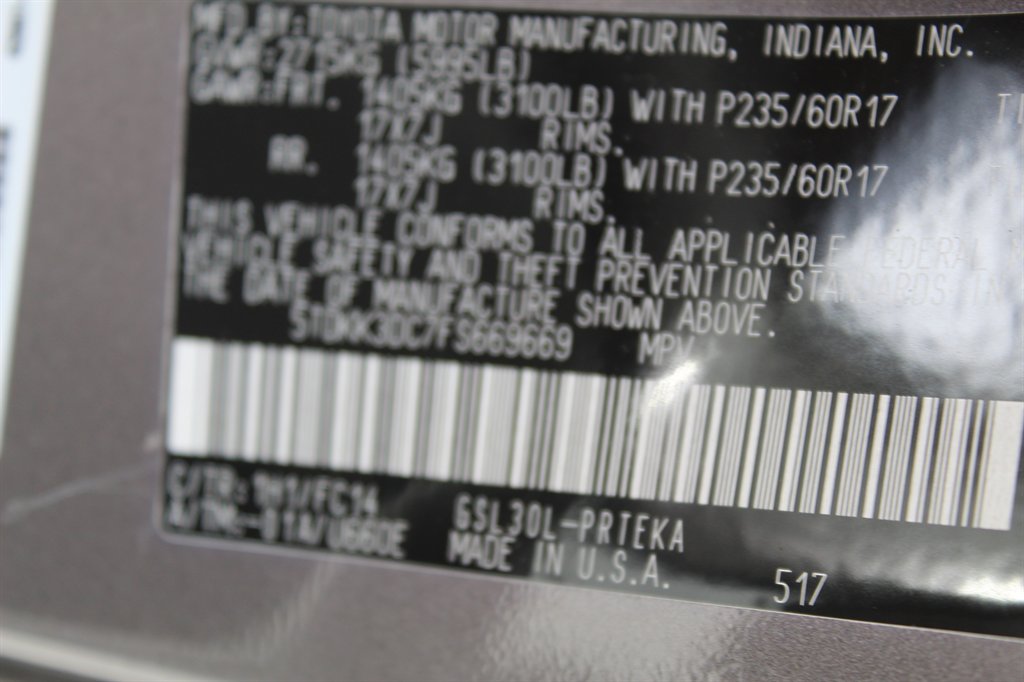 MFD.BY:TOYOTA MOTOR MANUFACTURING, INDIANA, INC.
GVWR:2715KG (5995LB)
GAWR:FRT. 1405KG (3100LB) WITH P235/60R17
17X7J RIMS.
RR. 1405KG (3100LB) WITH P235/60R17
17X7J RIMS.
THIS VEHICLE CONFORMS TO ALL APPLICABLE FEDERAL
VEHICLE SAFETY AND THEFT PREVENTION STANDARDS IN
THE DATE OF MANUFACTURE SHOWN ABOVE.
5TDKK3DC7FS669669 MPV
C/TR:1H1/FC14 GSL30L-PRTEKA
A/TM:-01A/U660E MADE IN U.S.A. 517